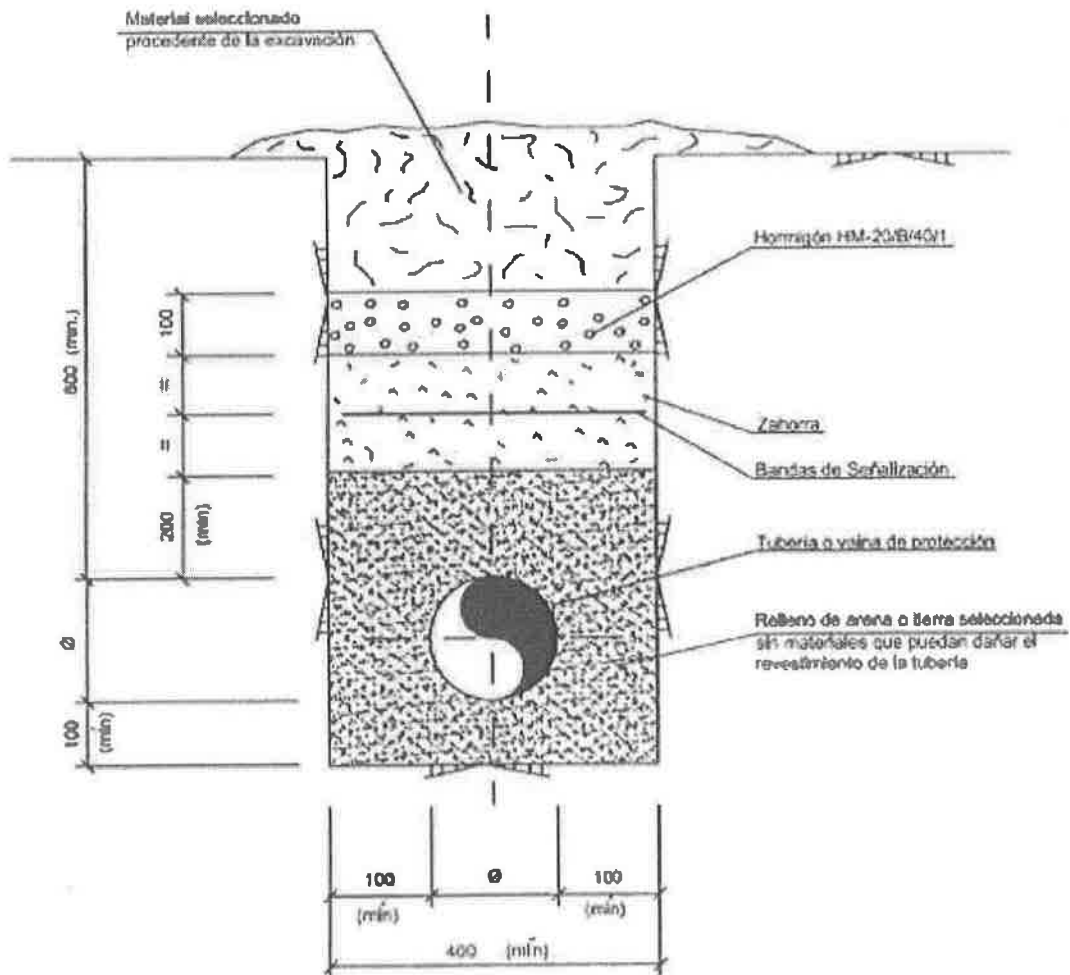 Material seleccionado
procedente de la excavación
Hormigón HM-20/B/40/1
Zahorra
Bandas de Señalización
Tubería o vaina de protección
Relleno de arena o tierra seleccionada
sin materiales que puedan dañar el
revestimiento de la tubería
(min.)
100
=
=
200
(min)
Ø
100
(min)
100
(min)
Ø
100
(min)
400 (min)